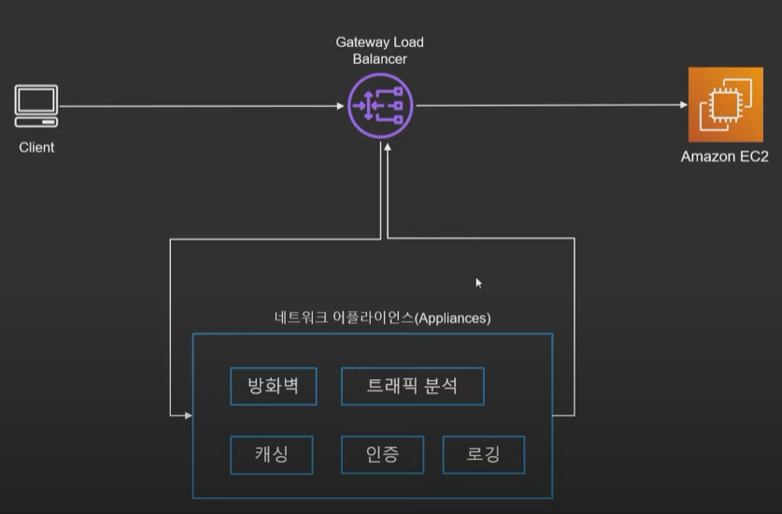 Gateway Load
Balancer
Client
Amazon EC2
네트워크 어플라이언스(Appliances)
방화벽
트래픽 분석
캐싱
인증
로깅